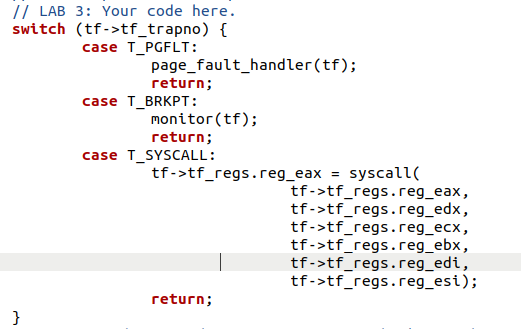 // LAB 3: Your code here.
switch (tf->tf_trapno) {
case T_PGFLT:
page_fault_handler(tf);
return;
case T_BRKPT:
monitor(tf);
return;
case T_SYSCALL:
tf->tf_regs.reg_eax = syscall(
tf->tf_regs.reg_eax,
tf->tf_regs.reg_edx,
tf->tf_regs.reg_ecx,
tf->tf_regs.reg_ebx,
tf->tf_regs.reg_edi,
tf->tf_regs.reg_esi);
return;
}